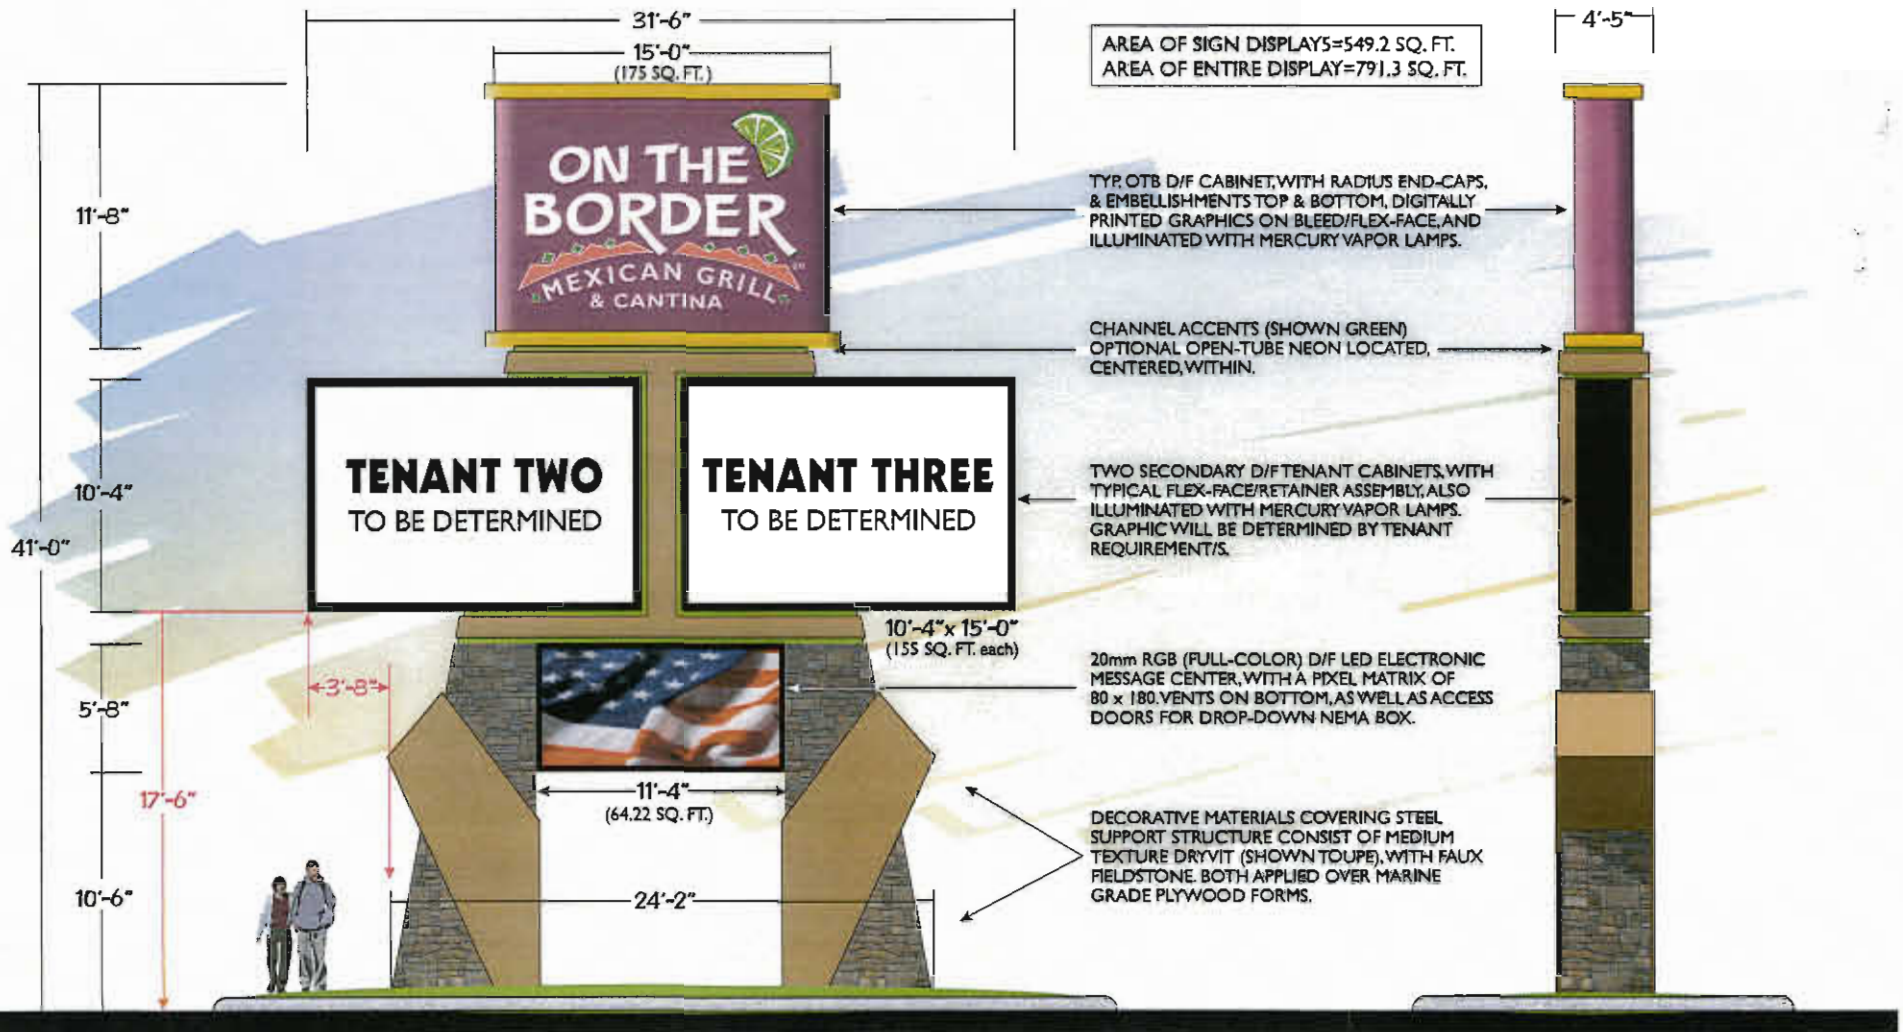 31'-6"
15'-0"
(175 SQ. FT.)
AREA OF SIGN DISPLAYS=549.2 SQ. FT.
AREA OF ENTIRE DISPLAY=791.3 SQ. FT.
4'-5"
ON THE
BORDER
MEXICAN GRILL
& CANTINA
11'-8"
TYP. OTB D/F CABINET, WITH RADIUS END-CAPS,
& EMBELLISHMENTS TOP & BOTTOM, DIGITALLY
PRINTED GRAPHICS ON BLEED/FLEX-FACE, AND
ILLUMINATED WITH MERCURY VAPOR LAMPS.
CHANNEL ACCENTS (SHOWN GREEN)
OPTIONAL OPEN-TUBE NEON LOCATED,
CENTERED, WITHIN.
TENANT TWO
TO BE DETERMINED
TENANT THREE
TO BE DETERMINED
10'-4"
41'-0"
TWO SECONDARY D/F TENANT CABINETS, WITH
TYPICAL FLEX-FACE/RETAINER ASSEMBLY, ALSO
ILLUMINATED WITH MERCURY VAPOR LAMPS.
GRAPHIC WILL BE DETERMINED BY TENANT
REQUIREMENT/S.
10'-4" x 15'-0"
(155 SQ. FT. each)
3'-8"
5'-8"
20mm RGB (FULL-COLOR) D/F LED ELECTRONIC
MESSAGE CENTER, WITH A PIXEL MATRIX OF
80 x 180. VENTS ON BOTTOM, AS WELL AS ACCESS
DOORS FOR DROP-DOWN NEMA BOX.
17'-6"
11'-4"
(64.22 SQ. FT.)
DECORATIVE MATERIALS COVERING STEEL
SUPPORT STRUCTURE CONSIST OF MEDIUM
TEXTURE DRYVIT (SHOWN TOUPE), WITH FAUX
FIELDSTONE. BOTH APPLIED OVER MARINE
GRADE PLYWOOD FORMS.
10'-6"
24'-2"